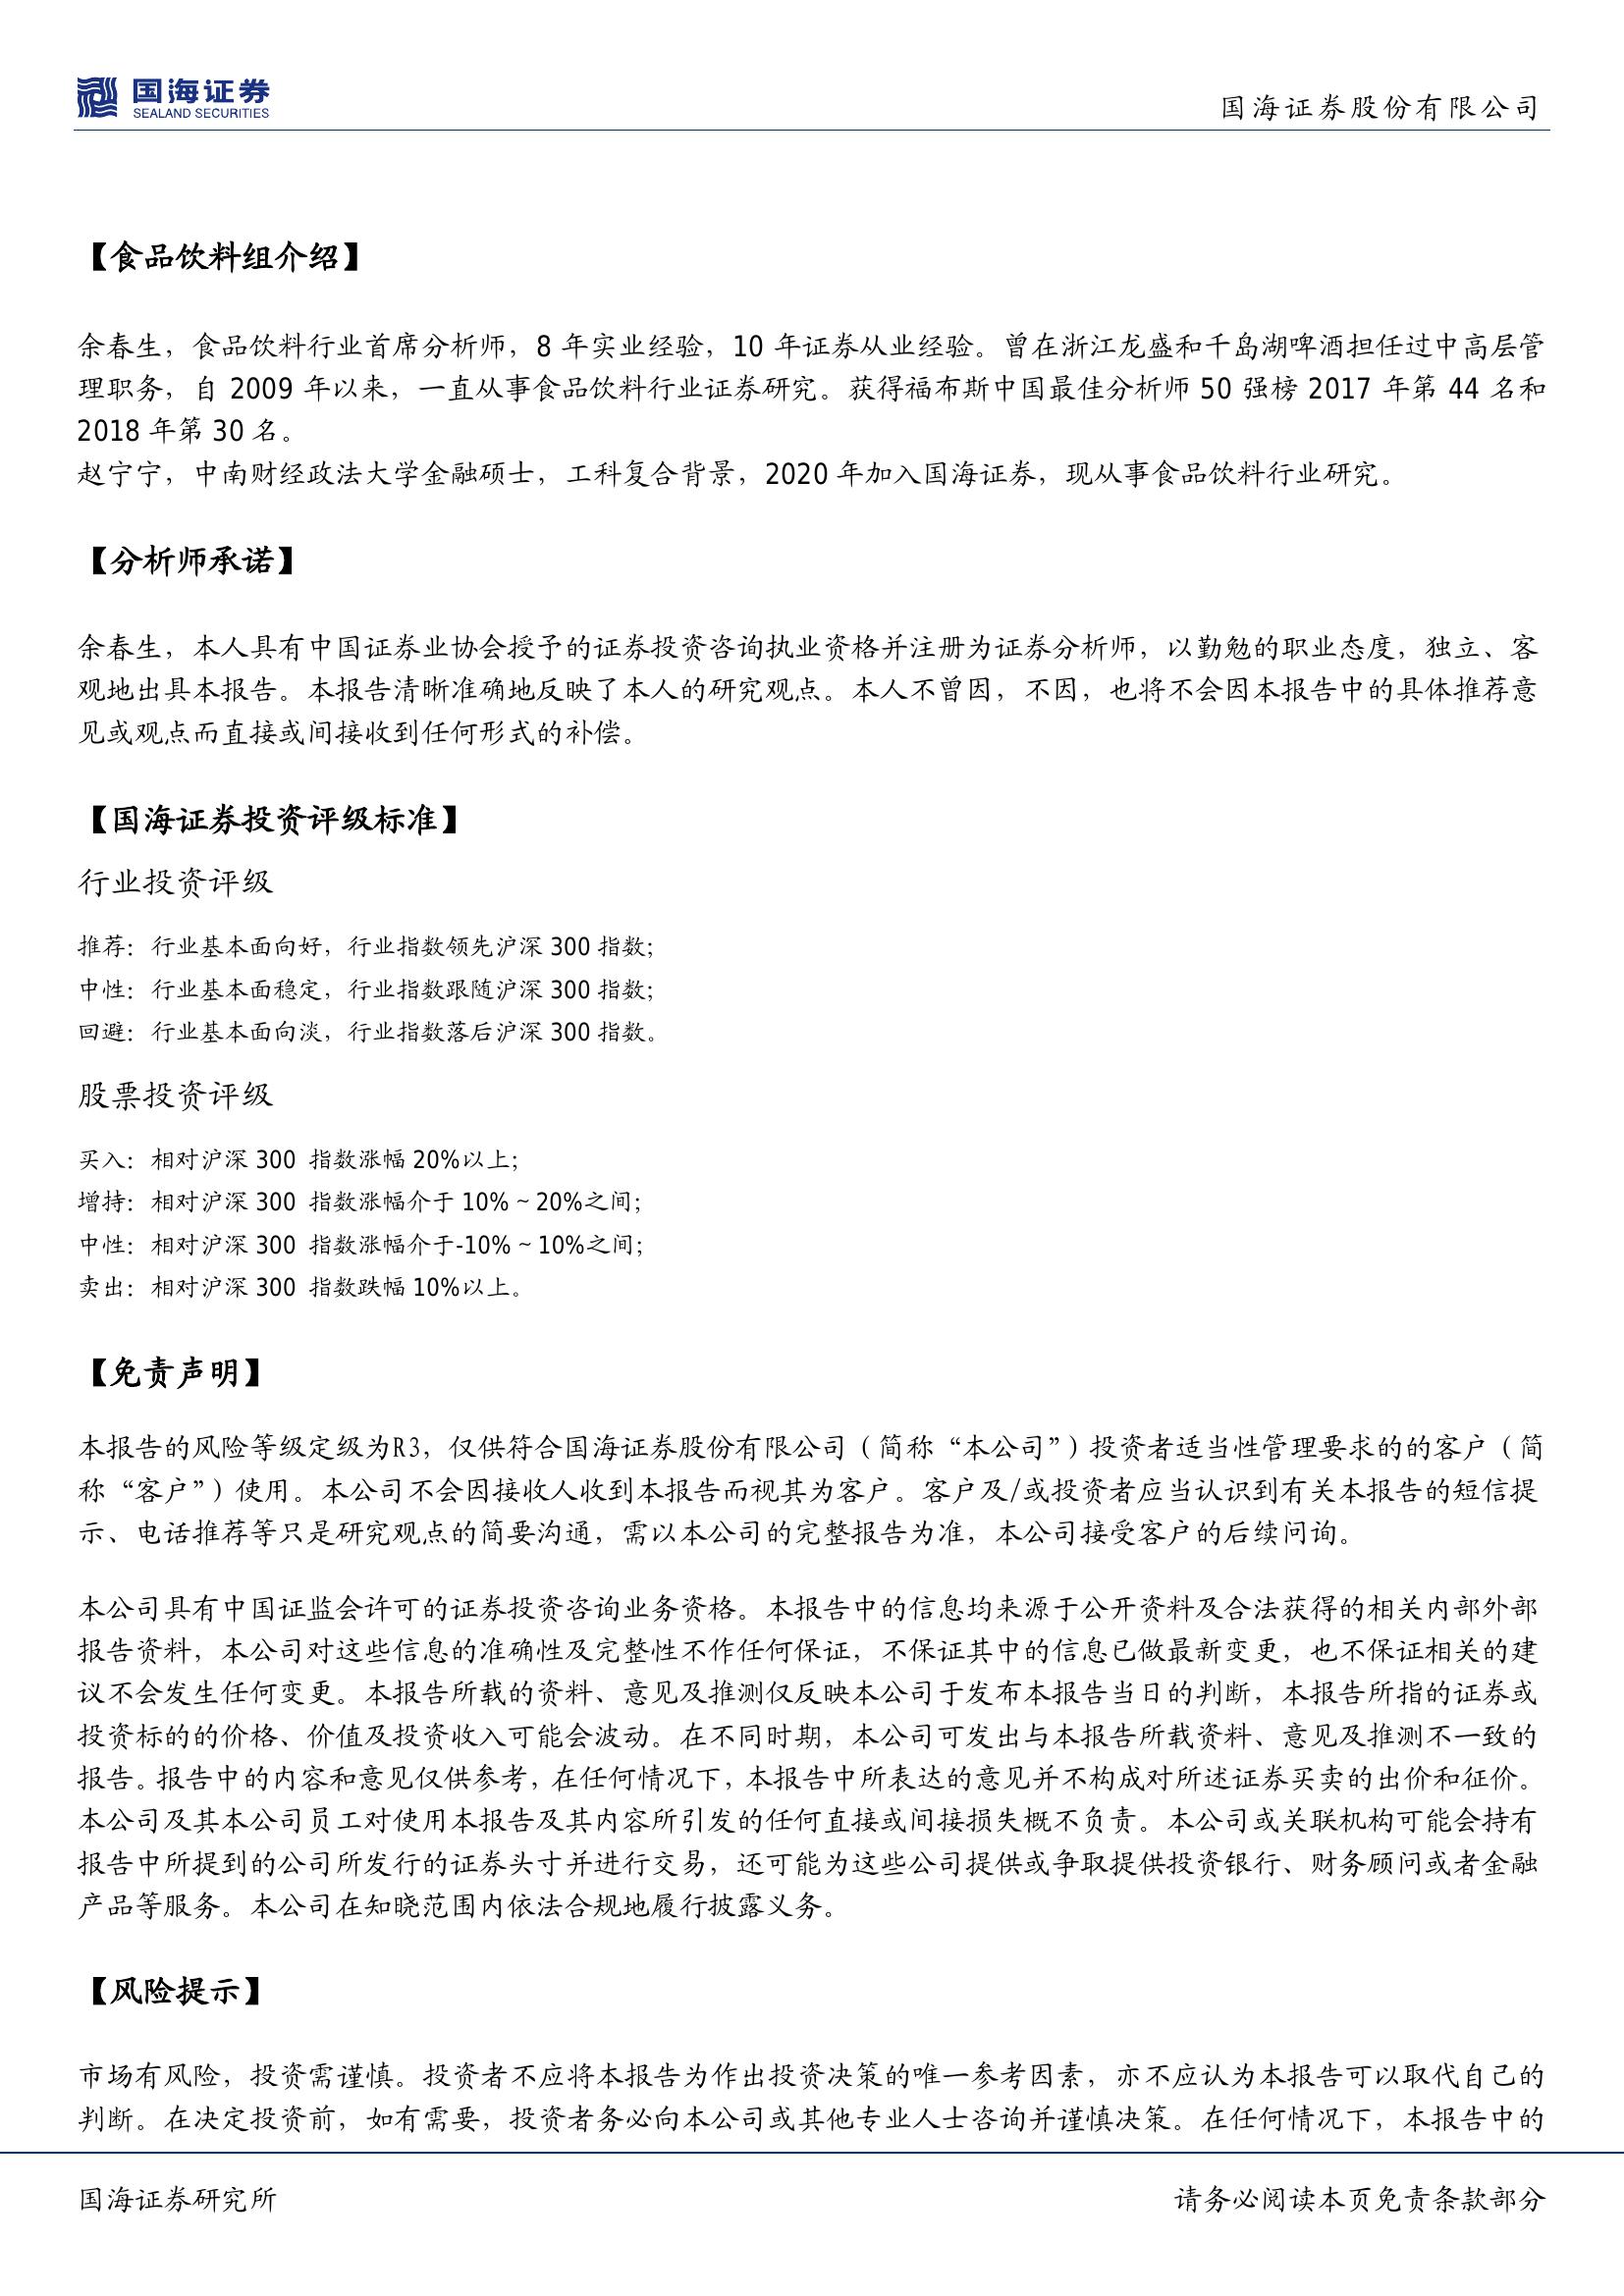 国海证券
SEALAND SECURITIES
国海证券股份有限公司
【食品饮料组介绍】
余春生，食品饮料行业首席分析师，8 年实业经验，10 年证券从业经验。曾在浙江龙盛和千岛湖啤酒担任过中高层管
理职务，自 2009 年以来，一直从事食品饮料行业证券研究。获得福布斯中国最佳分析师 50 强榜 2017 年第 44 名和
2018 年第 30 名。
赵宁宁，中南财经政法大学金融硕士，工科复合背景，2020 年加入国海证券，现从事食品饮料行业研究。
【分析师承诺】
余春生，本人具有中国证券业协会授予的证券投资咨询执业资格并注册为证券分析师，以勤勉的职业态度，独立、客
观地出具本报告。本报告清晰准确地反映了本人的研究观点。本人不曾因，不因，也将不会因本报告中的具体推荐意
见或观点而直接或间接收到任何形式的补偿。
【国海证券投资评级标准】
行业投资评级
推荐：行业基本面向好，行业指数领先沪深 300 指数；
中性：行业基本面稳定，行业指数跟随沪深 300 指数；
回避：行业基本面向淡，行业指数落后沪深 300 指数。
股票投资评级
买入：相对沪深 300 指数涨幅 20%以上；
增持：相对沪深 300 指数涨幅介于 10%～20%之间；
中性：相对沪深 300 指数涨幅介于-10%～10%之间；
卖出：相对沪深 300 指数跌幅 10%以上。
【免责声明】
本报告的风险等级定级为R3，仅供符合国海证券股份有限公司（简称“本公司”）投资者适当性管理要求的的客户（简
称“客户”）使用。本公司不会因接收人收到本报告而视其为客户。客户及/或投资者应当认识到有关本报告的短信提
示、电话推荐等只是研究观点的简要沟通，需以本公司的完整报告为准，本公司接受客户的后续问询。
本公司具有中国证监会许可的证券投资咨询业务资格。本报告中的信息均来源于公开资料及合法获得的相关内部外部
报告资料，本公司对这些信息的准确性及完整性不作任何保证，不保证其中的信息已做最新变更，也不保证相关的建
议不会发生任何变更。本报告所载的资料、意见及推测仅反映本公司于发布本报告当日的判断，本报告所指的证券或
投资标的的价格、价值及投资收入可能会波动。在不同时期，本公司可发出与本报告所载资料、意见及推测不一致的
报告。报告中的内容和意见仅供参考，在任何情况下，本报告中所表达的意见并不构成对所述证券买卖的出价和征价。
本公司及其本公司员工对使用本报告及其内容所引发的任何直接或间接损失概不负责。本公司或关联机构可能会持有
报告中所提到的公司所发行的证券头寸并进行交易，还可能为这些公司提供或争取提供投资银行、财务顾问或者金融
产品等服务。本公司在知晓范围内依法合规地履行披露义务。
【风险提示】
市场有风险，投资需谨慎。投资者不应将本报告为作出投资决策的唯一参考因素，亦不应认为本报告可以取代自己的
判断。在决定投资前，如有需要，投资者务必向本公司或其他专业人士咨询并谨慎决策。在任何情况下，本报告中的
国海证券研究所
请务必阅读本页免责条款部分